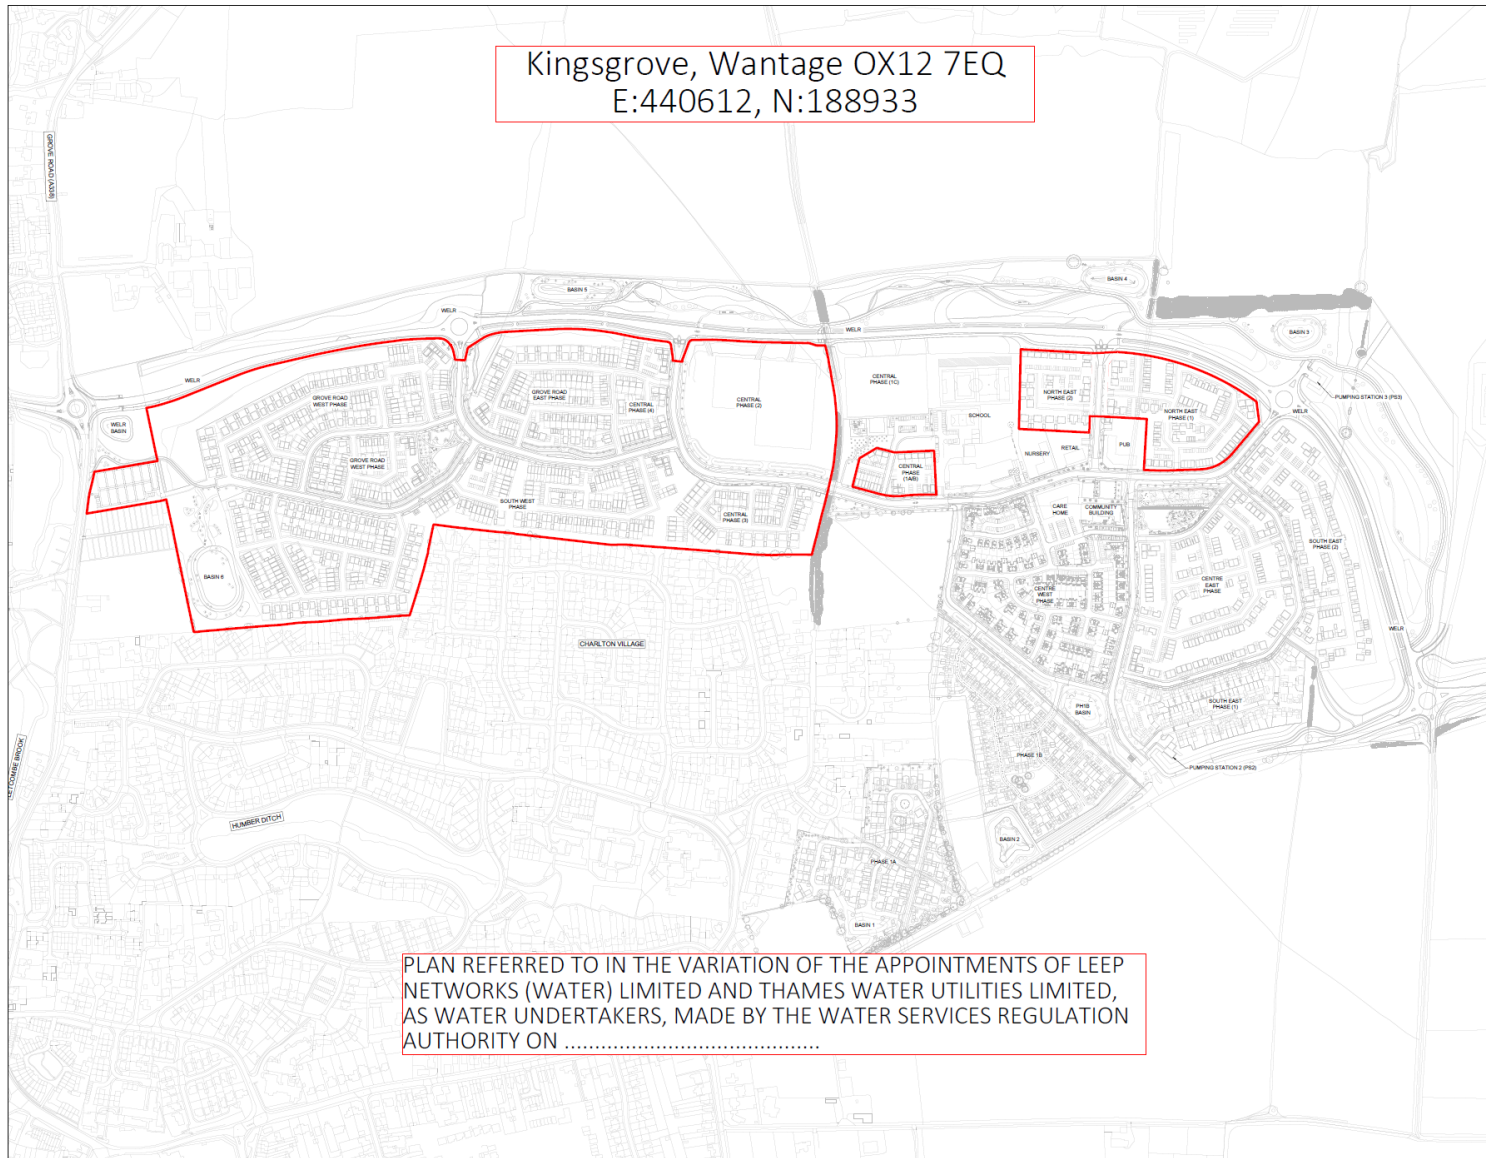 Kingsgrove, Wantage OX12 7EQ
E:440612, N:188933
GROVE ROAD (A338)
BASIN 5
BASIN 4
WELR
WELR
BASIN 3
WELR
PUMPING STATION 3 (PS3)
WELR
WELR
BASIN
GROVE ROAD
WEST PHASE
GROVE ROAD
EAST PHASE
CENTRAL
PHASE (4)
CENTRAL
PHASE (2)
CENTRAL
PHASE (1C)
SCHOOL
NORTH EAST
PHASE (2)
NORTH EAST
PHASE (1)
PUB
RETAIL
NURSERY
GROVE ROAD
WEST PHASE
CENTRAL
PHASE
(1A/B)
SOUTH WEST
PHASE
CENTRAL
PHASE (3)
CARE
HOME
COMMUNITY
BUILDING
SOUTH EAST
PHASE (2)
BASIN 6
CENTRE
EAST
PHASE
CENTRE
WEST
PHASE
WELR
CHARLTON VILLAGE
SOUTH EAST
PHASE (1)
PH1B
BASIN
PHASE 1B
PUMPING STATION 2 (PS2)
LETCOMBE BROOK
HUMBER DITCH
BASIN 2
PHASE 1A
BASIN 1
PLAN REFERRED TO IN THE VARIATION OF THE APPOINTMENTS OF LEEP
NETWORKS (WATER) LIMITED AND THAMES WATER UTILITIES LIMITED,
AS WATER UNDERTAKERS, MADE BY THE WATER SERVICES REGULATION
AUTHORITY ON ..........................................